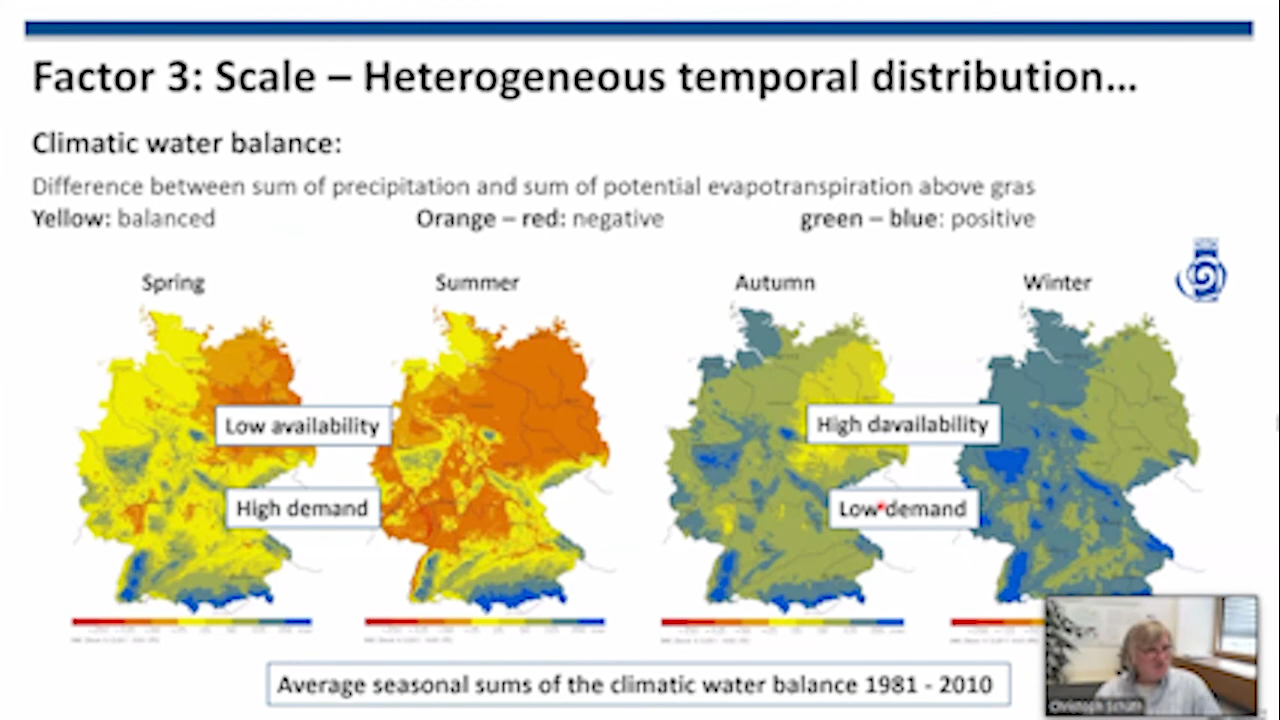 Factor 3: Scale – Heterogeneous temporal distribution...
Climatic water balance:
Difference between sum of precipitation and sum of potential evapotranspiration above gras
Yellow: balanced Orange – red: negative green – blue: positive
Spring Summer Autumn Winter
Low availability High davailability
High demand Low demand
Average seasonal sums of the climatic water balance 1981 - 2010
Christoph